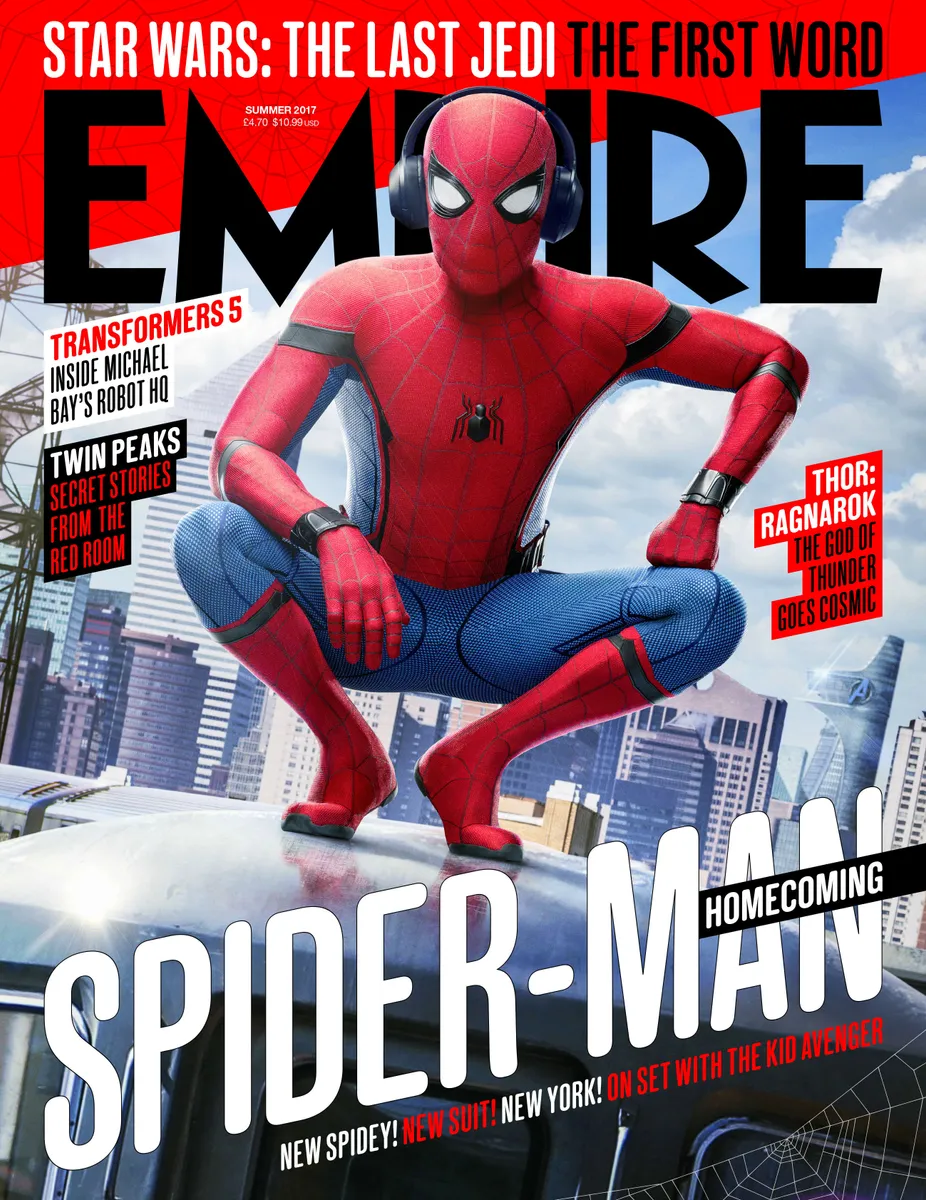 STAR WARS: THE LAST JEDI THE FIRST WORD
EMPIRE
SUMMER 2017
£4.70 $10.99 USD
TRANSFORMERS 5
INSIDE MICHAEL
BAY'S ROBOT HQ
TWIN PEAKS
SECRET STORIES
FROM THE
RED ROOM
THOR:
RAGNAROK
THE GOD OF
THUNDER
GOES COSMIC
SPIDER-MAN
HOMECOMING
NEW SPIDEY! NEW SUIT! NEW YORK! ON SET WITH THE KID AVENGER